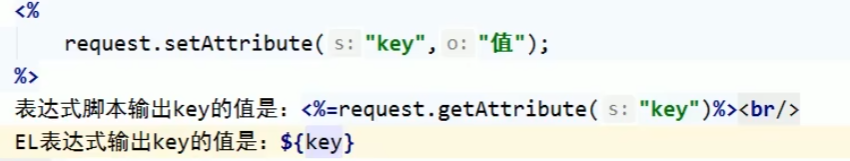 <%
request.setAttribute( s: "key", o: "值");
%>
表达式脚本输出key的值是：<%=request.getAttribute( s: "key")%><br/>
EL表达式输出key的值是：${key}